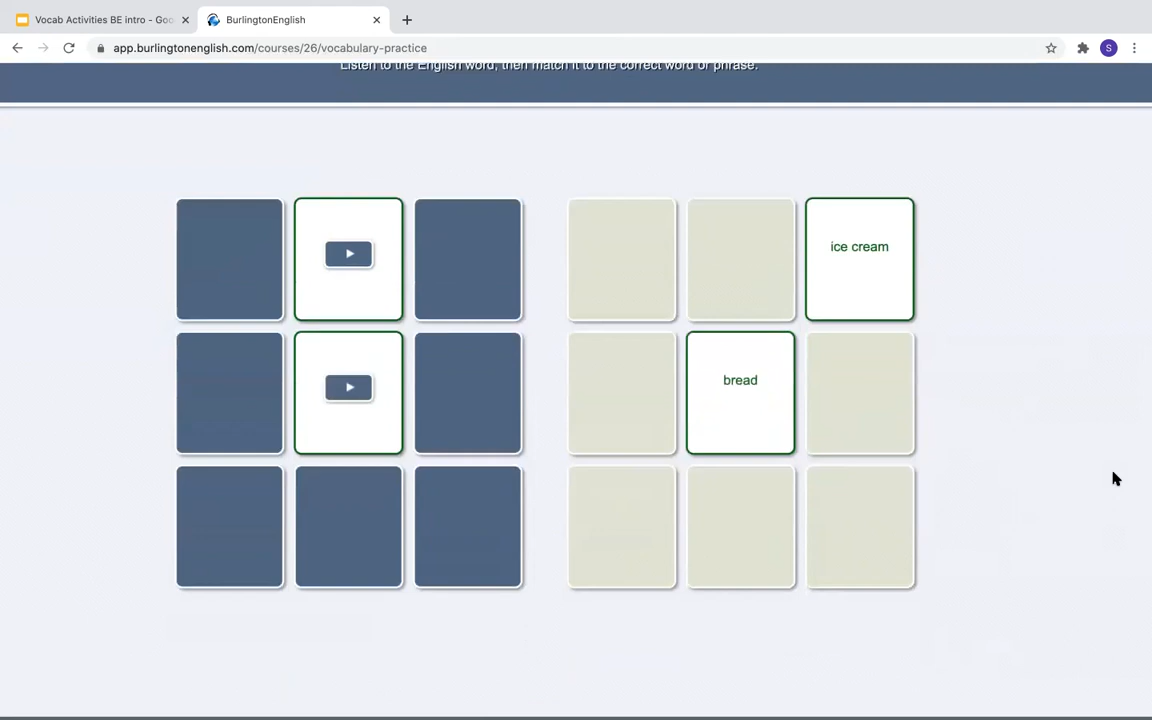 Vocab Activities BE intro - Goo
BurlingtonEnglish
app.burlingtonenglish.com/courses/26/vocabulary-practice
S
Listen to the English word, then match it to the correct word or phrase.
ice cream
bread